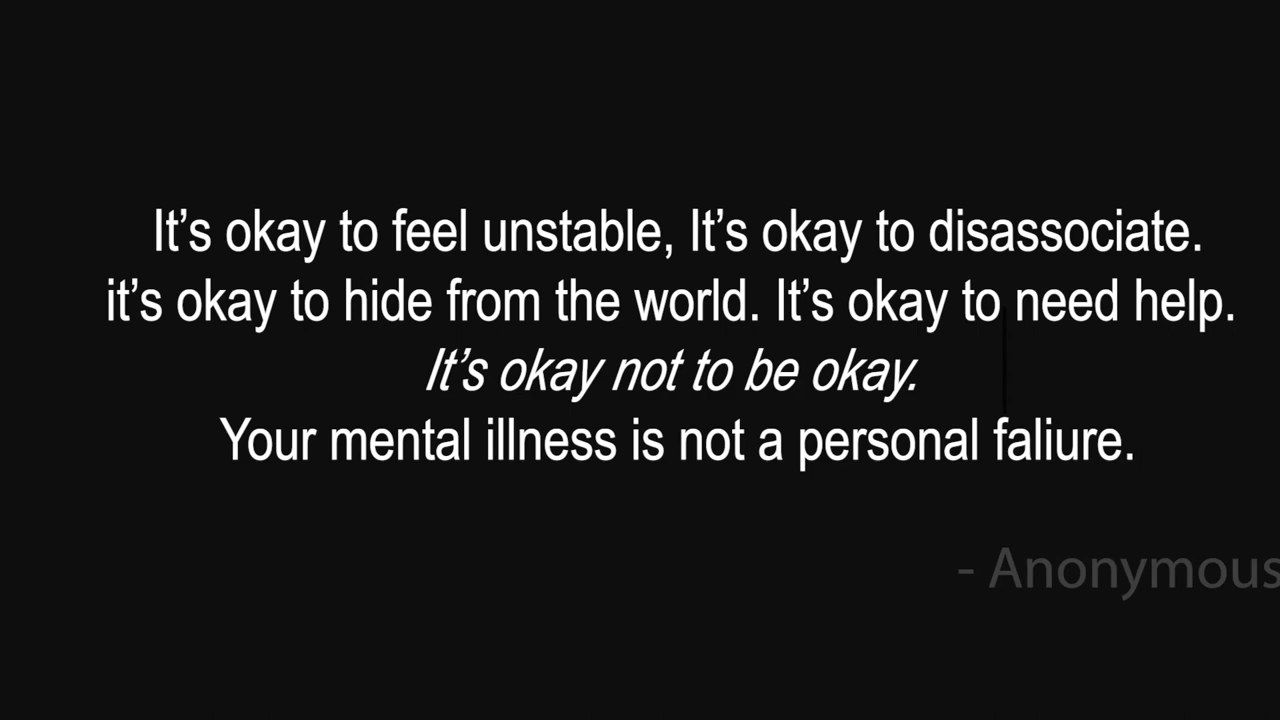 It’s okay to feel unstable, It’s okay to disassociate.
it’s okay to hide from the world. It’s okay to need help.
It’s okay not to be okay.
Your mental illness is not a personal faliure.
- Anonymous